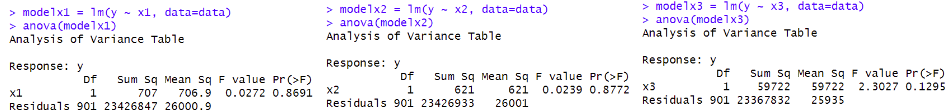 > modelx1 = lm(y ~ x1, data=data)
> anova(modelx1)
Analysis of Variance Table
Response: y
Df Sum Sq Mean Sq F value Pr(>F)
x1 1 707 706.9 0.0272 0.8691
Residuals 901 23426847 26000.9
> modelx2 = lm(y ~ x2, data=data)
> anova(modelx2)
Analysis of Variance Table
Response: y
Df Sum Sq Mean Sq F value Pr(>F)
x2 1 621 621 0.0239 0.8772
Residuals 901 23426933 26001
> modelx3 = lm(y ~ x3, data=data)
> anova(modelx3)
Analysis of Variance Table
Response: y
Df Sum Sq Mean Sq F value Pr(>F)
x3 1 59722 59722 2.3027 0.1295
Residuals 901 23367832 25935